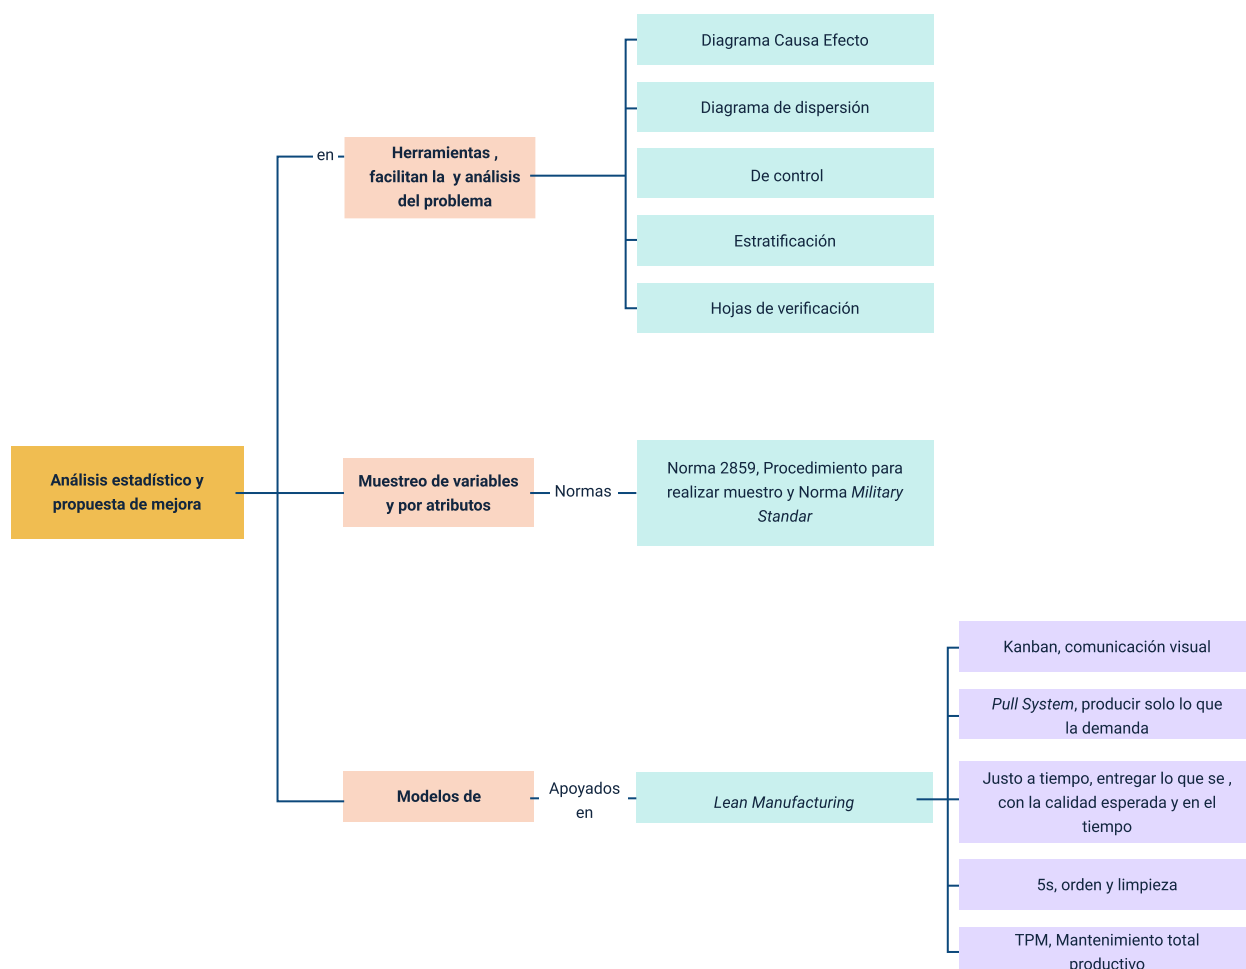 Análisis estadístico y
propuesta de mejora
en
Herramientas ,
facilitan la  y análisis
del problema
Diagrama Causa Efecto
Diagrama de dispersión
De control
Estratificación
Hojas de verificación
Muestreo de variables
y por atributos
Normas
Norma 2859, Procedimiento para
realizar muestro y Norma Military
Standar
Modelos de
Apoyados
en
Lean Manufacturing
Kanban, comunicación visual
Pull System, producir solo lo que
la demanda
Justo a tiempo, entregar lo que se ,
con la calidad esperada y en el
tiempo
5s, orden y limpieza
TPM, Mantenimiento total
productivo